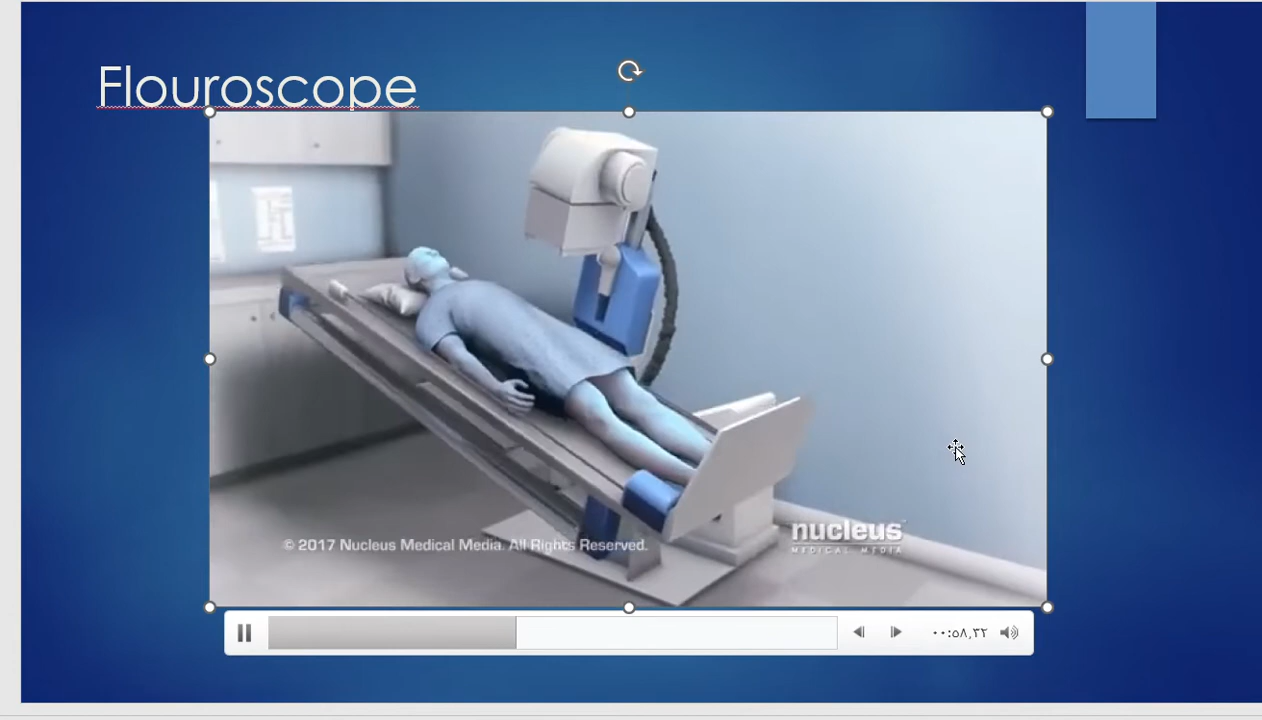 Flouroscope
© 2017 Nucleus Medical Media. All Rights Reserved.
nucleus
MEDICAL MEDIA
٠٠:٥٨,٣٢